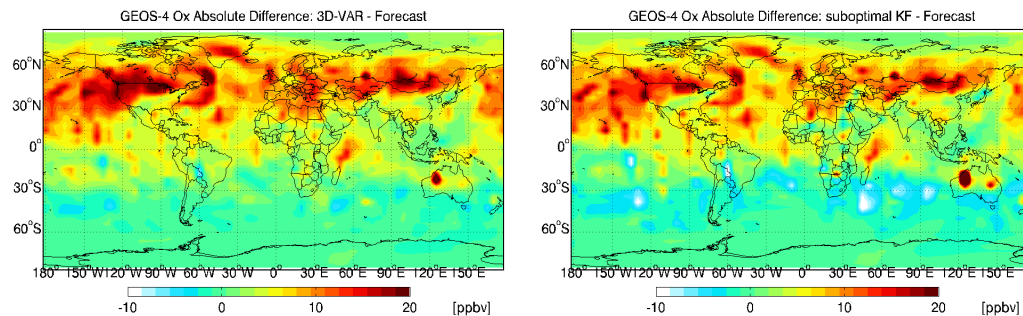 GEOS-4 Ox Absolute Difference: 3D-VAR - Forecast
60°N
30°N
0°
30°S
60°S
180°W 150°W 120°W 90°W 60°W 30°W 0° 30°E 60°E 90°E 120°E 150°E
-10 0 10 20 [ppbv]
GEOS-4 Ox Absolute Difference: suboptimal KF - Forecast
60°N
30°N
0°
30°S
60°S
180°W 150°W 120°W 90°W 60°W 30°W 0° 30°E 60°E 90°E 120°E 150°E
-10 0 10 20 [ppbv]